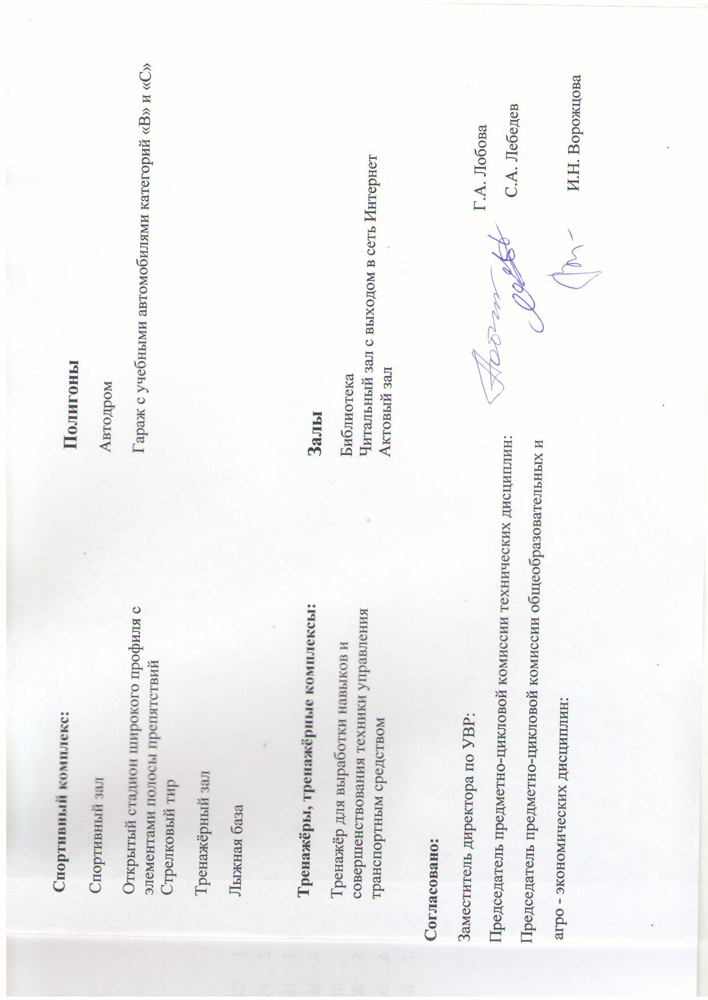 Спортивный комплекс:
Спортивный зал
Открытый стадион широкого профиля с
элементами полосы препятствий
Стрелковый тир
Тренажёрный зал
Лыжная база
Полигоны
Автодром
Гараж с учебными автомобилями категорий «В» и «С»
Тренажёры, тренажёрные комплексы:
Тренажёр для выработки навыков и
совершенствования техники управления
транспортным средством
Залы
Библиотека
Читальный зал с выходом в сеть Интернет
Актовый зал
Согласовано:
Заместитель директора по УВР: Г.А. Лобова
Председатель предметно-цикловой комиссии технических дисциплин: С.А. Лебедев
Председатель предметно-цикловой комиссии общеобразовательных и
агро - экономических дисциплин: И.Н. Ворожцова